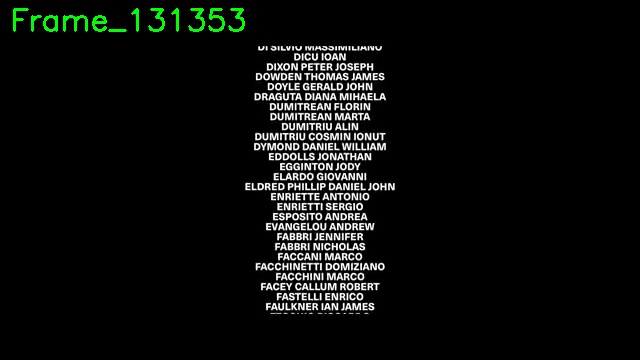 Frame_131353
DI SILVIO MASSIMILIANO
DICU IOAN
DIXON PETER JOSEPH
DOWDEN THOMAS JAMES
DOYLE GERALD JOHN
DRAGUTA DIANA MIHAELA
DUMITREAN FLORIN
DUMITREAN MARTA
DUMITRIU ALIN
DUMITRIU COSMIN IONUT
DYMOND DANIEL WILLIAM
EDDOLLS JONATHAN
EGGINTON JODY
ELARDO GIOVANNI
ELDRED PHILLIP DANIEL JOHN
ENRIETTE ANTONIO
ENRIETTI SERGIO
ESPOSITO ANDREA
EVANGELOU ANDREW
FABBRI JENNIFER
FABBRI NICHOLAS
FACCANI MARCO
FACCHINETTI DOMIZIANO
FACCHINI MARCO
FACEY CALLUM ROBERT
FASTELLI ENRICO
FAULKNER IAN JAMES